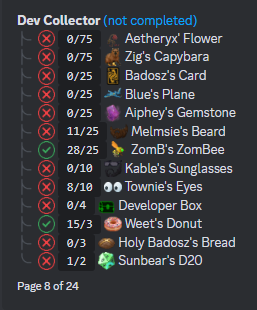 Dev Collector (not completed)
0/75 Aetheryx' Flower
0/75 Zig's Capybara
0/25 Badosz's Card
0/25 Blue's Plane
0/25 Aiphey's Gemstone
11/25 Melmsie's Beard
28/25 ZomB's ZomBee
0/10 Kable's Sunglasses
8/10 Townie's Eyes
0/4 Developer Box
15/3 Weet's Donut
0/3 Holy Badosz's Bread
1/2 Sunbear's D20
Page 8 of 24